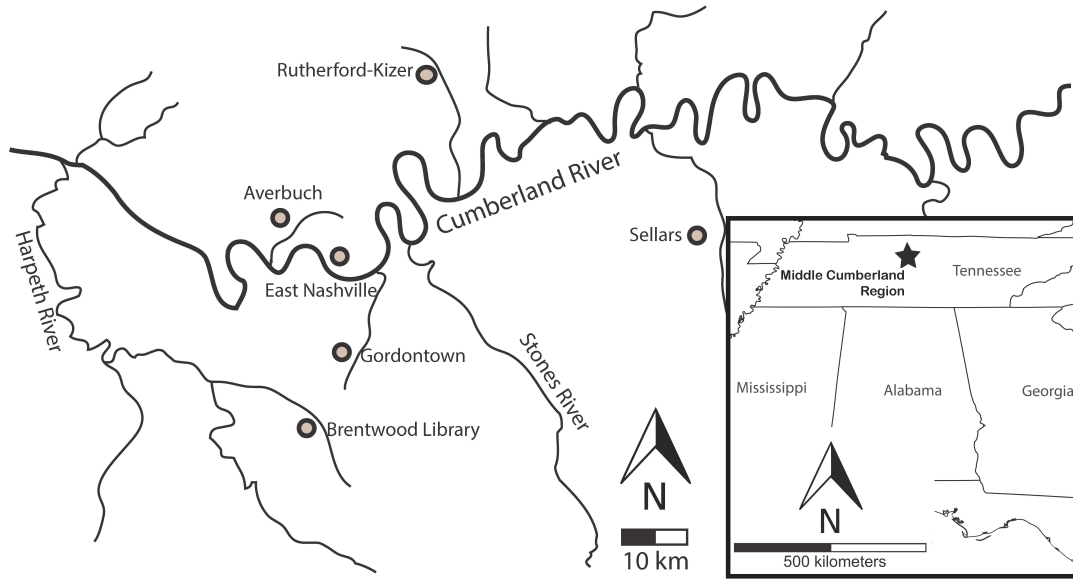 Rutherford-Kizer
Cumberland River
Averbuch
Sellars
Harpeth River
East Nashville
Gordontown
Stones River
Brentwood Library
N
10 km
Middle Cumberland
Region
Tennessee
Mississippi
Alabama
Georgia
N
500 kilometers